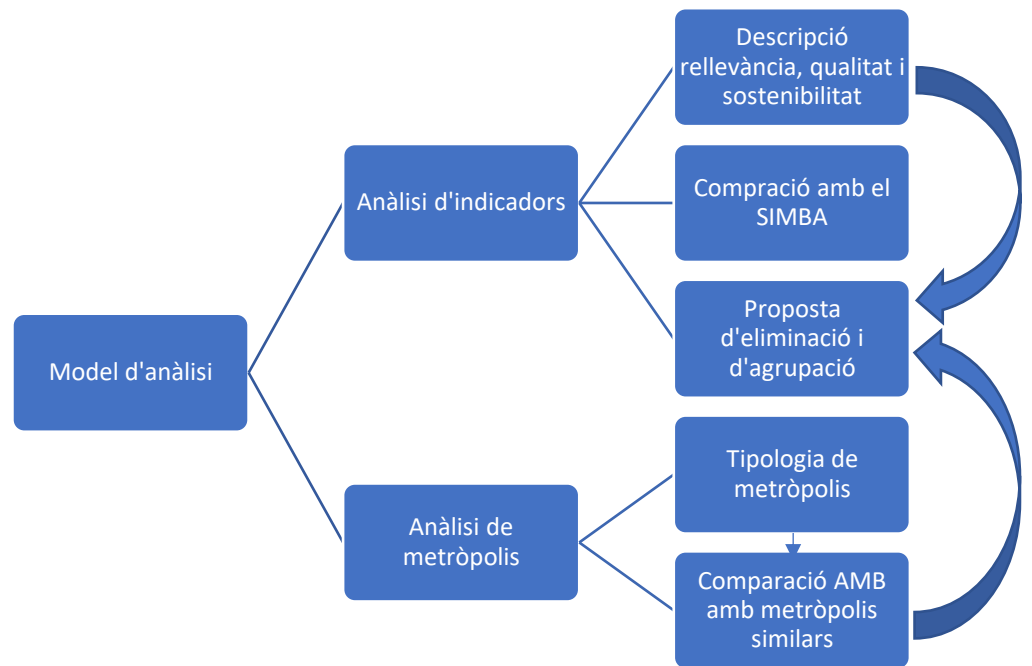 Model d'anàlisi
Anàlisi d'indicadors
Descripció
rellevància, qualitat i
sostenibilitat
Compració amb el
SIMBA
Proposta
d'eliminació i
d'agrupació
Anàlisi de
metròpolis
Tipologia de
metròpolis
Comparació AMB
amb metròpolis
similars